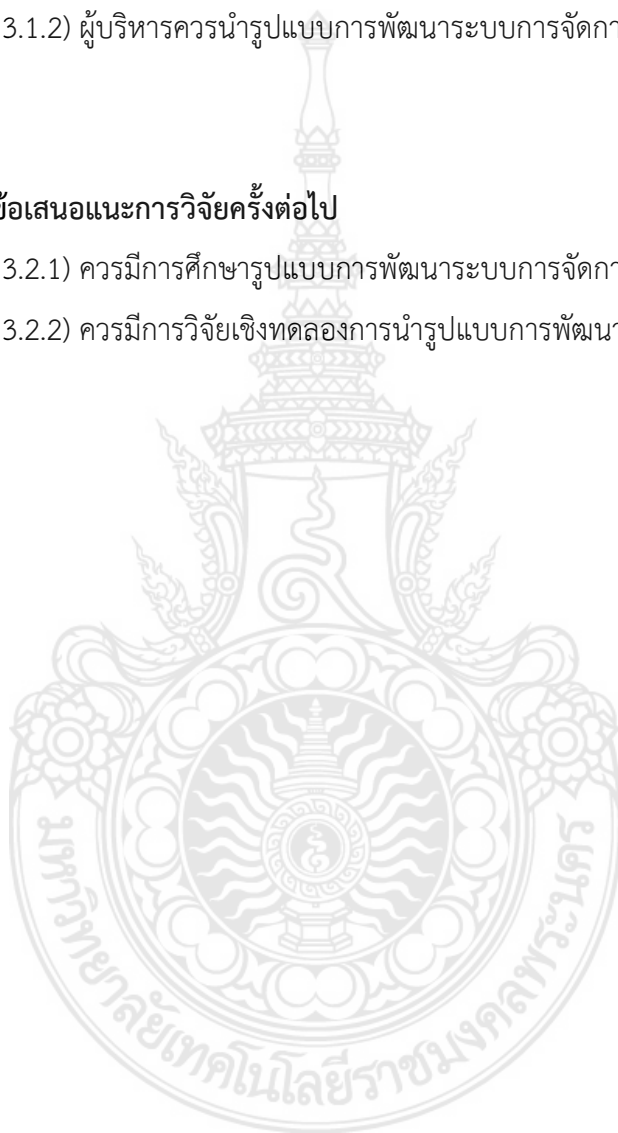 3.1.2) ผู้บริหารควรนำรูปแบบการพัฒนาระบบการจัดกา
ข้อเสนอแนะการวิจัยครั้งต่อไป
3.2.1) ควรมีการศึกษารูปแบบการพัฒนาระบบการจัดกา
3.2.2) ควรมีการวิจัยเชิงทดลองการนำรูปแบบการพัฒนา
มหาวิทยาลัยเทคโนโลยีราชมงคลพระนคร